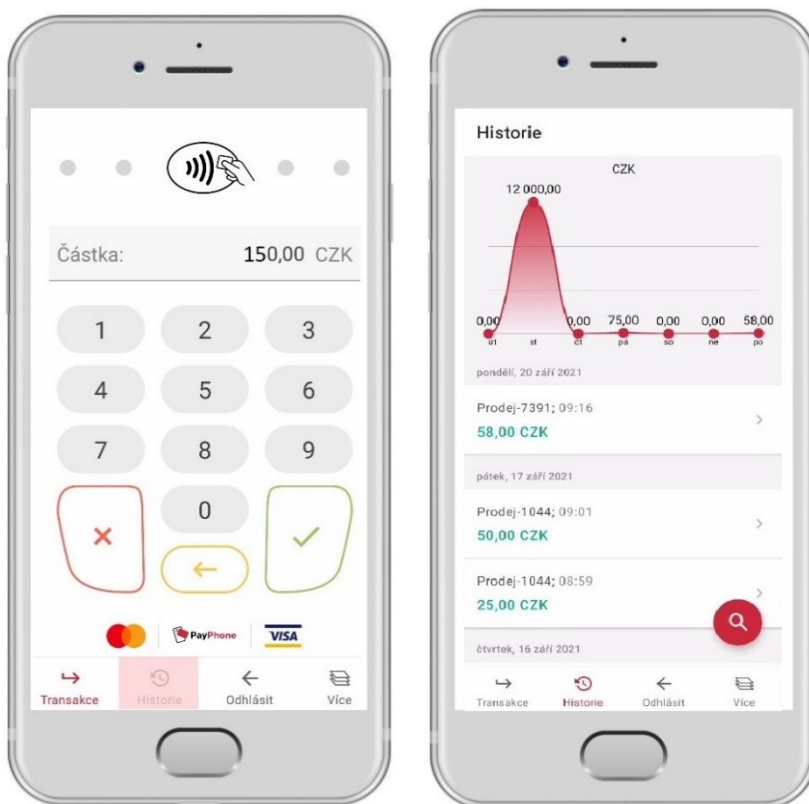 Částka: 150,00 CZK
1 2 3
4 5 6
7 8 9
0
PayPhone VISA
Transakce Historie Odhlásit Více
Historie
CZK
12 000,00
0,00 0,00 75,00 0,00 0,00 58,00
út st čt pá so ne po
pondělí, 20 září 2021
Prodej-7391; 09:16
58,00 CZK
pátek, 17 září 2021
Prodej-1044; 09:01
50,00 CZK
Prodej-1044; 08:59
25,00 CZK
čtvrtek, 16 září 2021
Transakce Historie Odhlásit Více